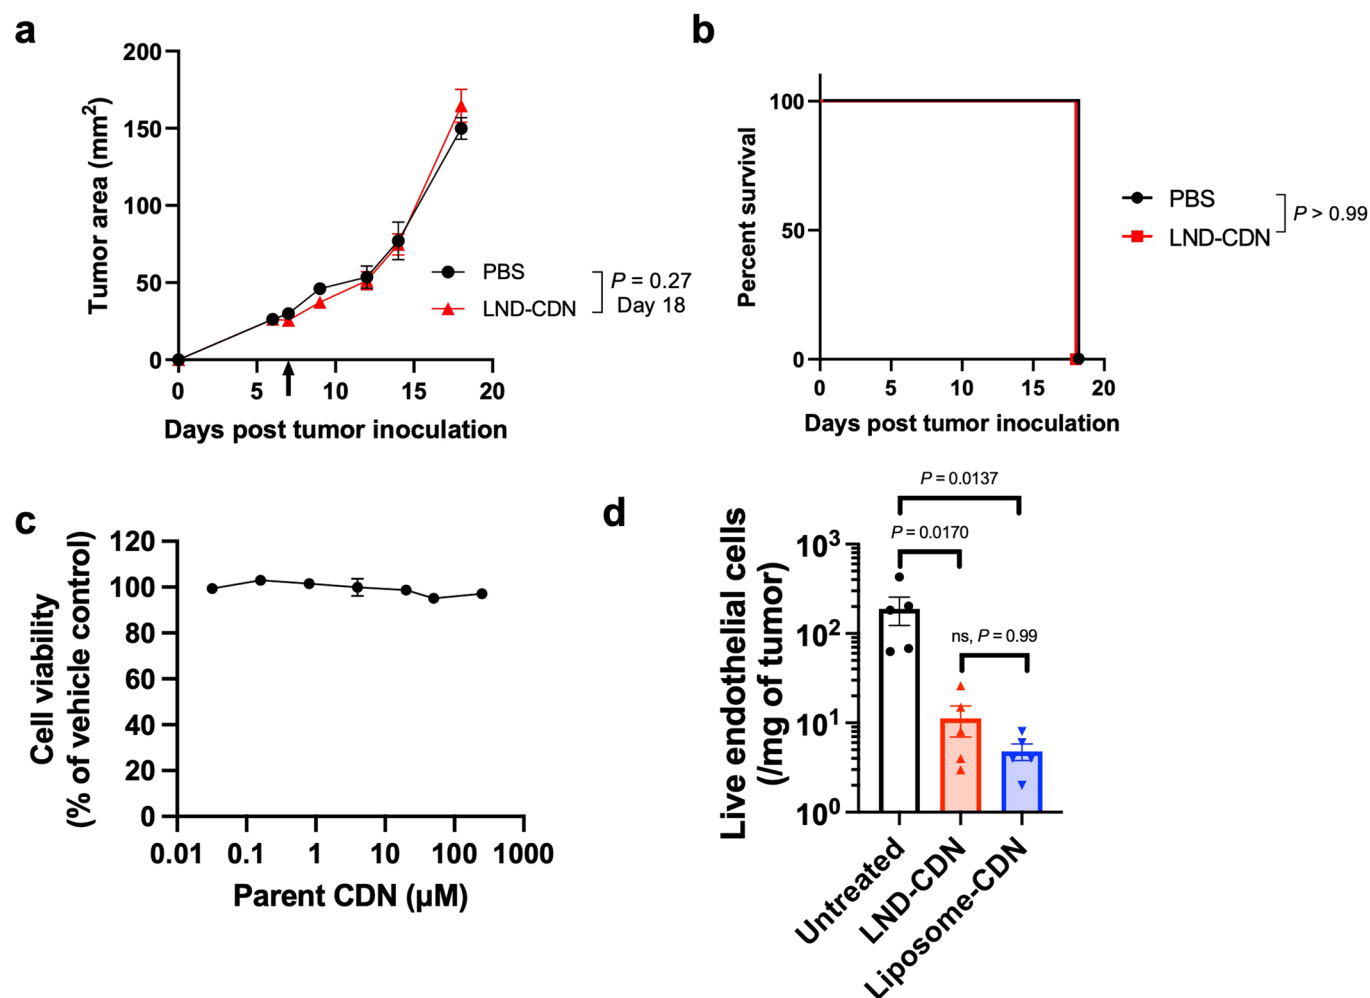 a
200
150
100
50
0
Tumor area (mm²)
0 5 10 15 20
Days post tumor inoculation
PBS
LND-CDN
P = 0.27
Day 18
b
100
50
0
Percent survival
0 5 10 15 20
Days post tumor inoculation
PBS
LND-CDN
P > 0.99
c
120
100
80
60
40
20
0
Cell viability
(% of vehicle control)
0.01 0.1 1 10 100 1000
Parent CDN (µM)
d
P = 0.0137
P = 0.0170
ns, P = 0.99
10³
10²
10¹
10⁰
Live endothelial cells
(/mg of tumor)
Untreated
LND-CDN
Liposome-CDN